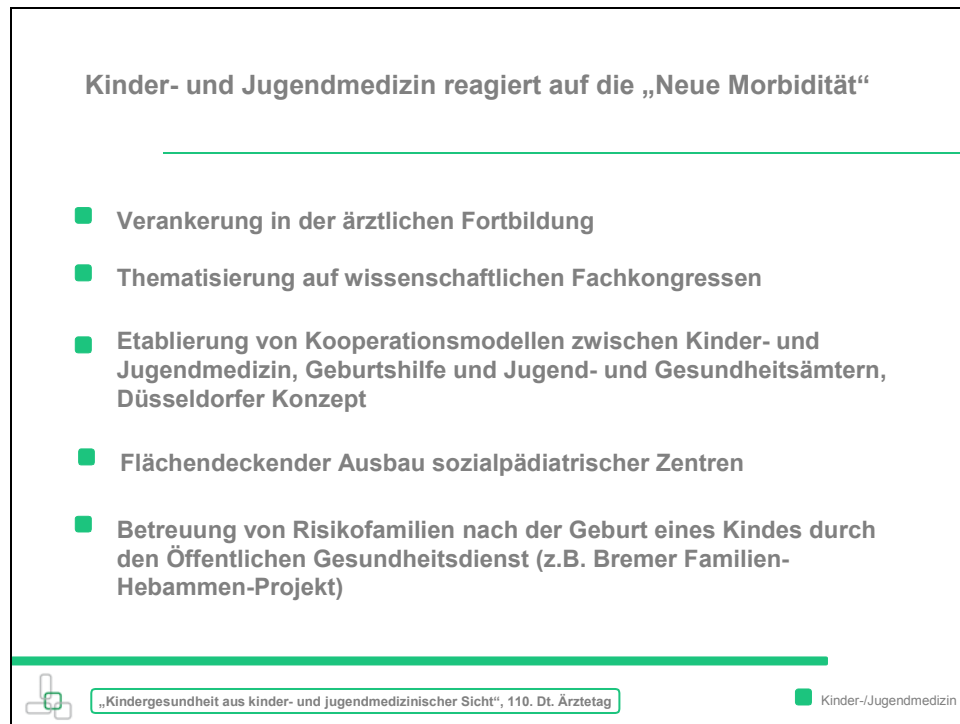 Kinder- und Jugendmedizin reagiert auf die „Neue Morbidität“
Verankerung in der ärztlichen Fortbildung
Thematisierung auf wissenschaftlichen Fachkongressen
Etablierung von Kooperationsmodellen zwischen Kinder- und
Jugendmedizin, Geburtshilfe und Jugend- und Gesundheitsämtern,
Düsseldorfer Konzept
Flächendeckender Ausbau sozialpädiatrischer Zentren
Betreuung von Risikofamilien nach der Geburt eines Kindes durch
den Öffentlichen Gesundheitsdienst (z.B. Bremer Familien-
Hebammen-Projekt)
„Kindergesundheit aus kinder- und jugendmedizinischer Sicht“, 110. Dt. Ärztetag
Kinder-/Jugendmedizin